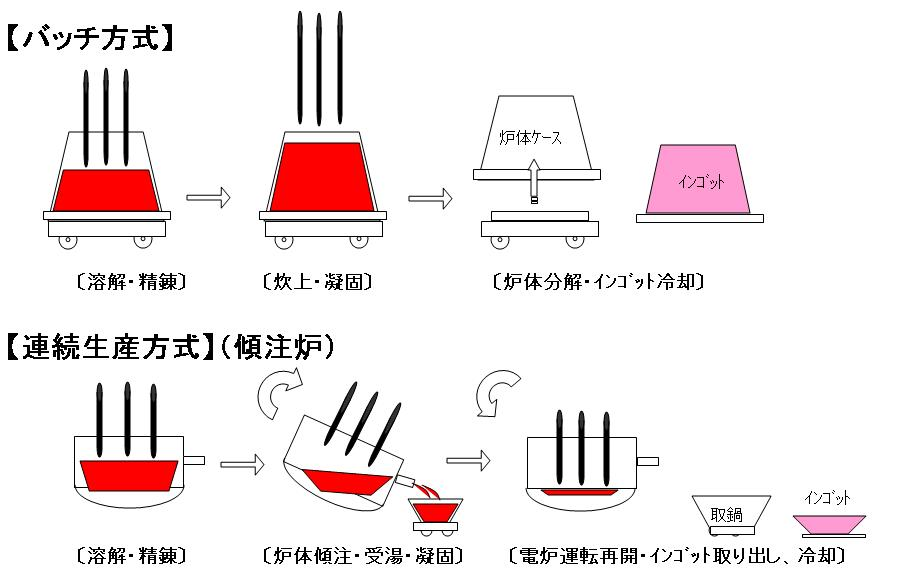 【バッチ方式】
炉体ケース
インゴット
〔溶解・精錬〕
〔炊上・凝固〕
〔炉体分解・インゴット冷却〕
【連続生産方式】(傾注炉)
取鍋
インゴット
〔溶解・精錬〕
〔炉体傾注・受湯・凝固〕
〔電炉運転再開・インゴット取り出し、冷却〕